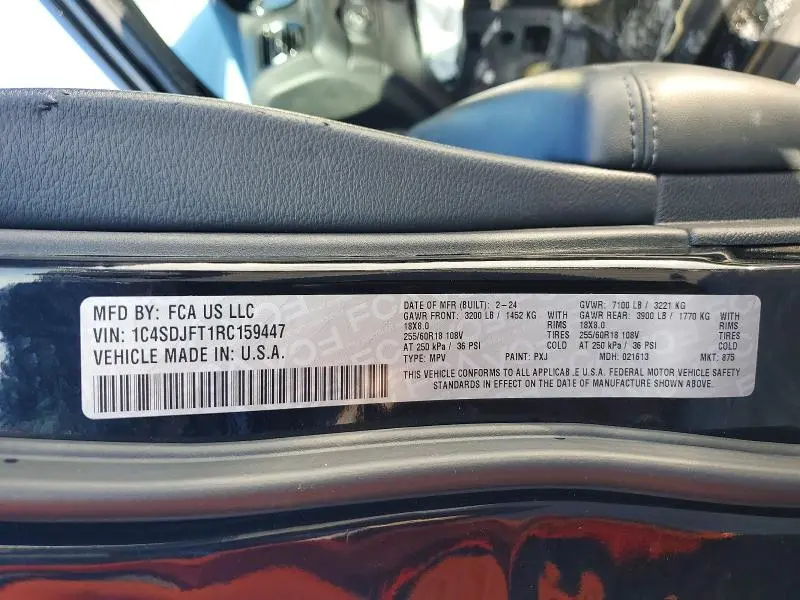 MFD BY: FCA US LLC
VIN: 1C4SDJFT1RC159447
VEHICLE MADE IN: U.S.A.
DATE OF MFR (BUILT): 2-24 GVWR: 7100 LB / 3221 KG
GAWR FRONT: 3200 LB / 1452 KG WITH GAWR REAR: 3900 LB / 1770 KG WITH
18X8.0 RIMS 18X8.0 RIMS
255/60R18 108V TIRES 255/60R18 108V TIRES
AT 250 kPa / 36 PSI COLD AT 250 kPa / 36 PSI COLD
TYPE: MPV PAINT: PXJ MDH: 021613 MKT: 875
THIS VEHICLE CONFORMS TO ALL APPLICABLE U.S.A. FEDERAL MOTOR VEHICLE SAFETY
STANDARDS IN EFFECT ON THE DATE OF MANUFACTURE SHOWN ABOVE.